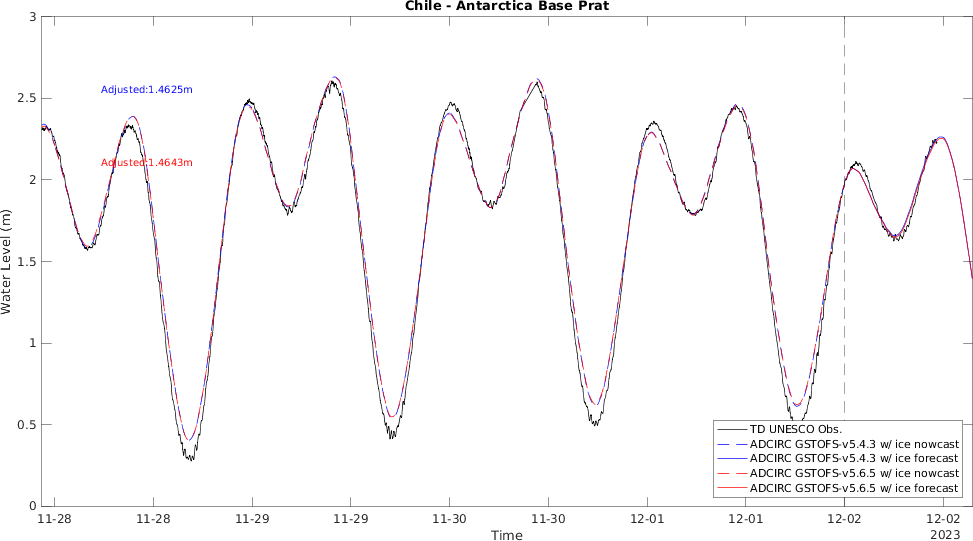 Chile - Antarctica Base Prat
3
2.5
2
1.5
1
0.5
0
Water Level (m)
Adjusted:1.4625m
Adjusted:1.4643m
TD UNESCO Obs.
ADCIRC GSTOFS-v5.4.3 w/ ice nowcast
ADCIRC GSTOFS-v5.4.3 w/ ice forecast
ADCIRC GSTOFS-v5.6.5 w/ ice nowcast
ADCIRC GSTOFS-v5.6.5 w/ ice forecast
11-28 11-28 11-29 11-29 11-30 11-30 12-01 12-01 12-02 12-02
Time 2023